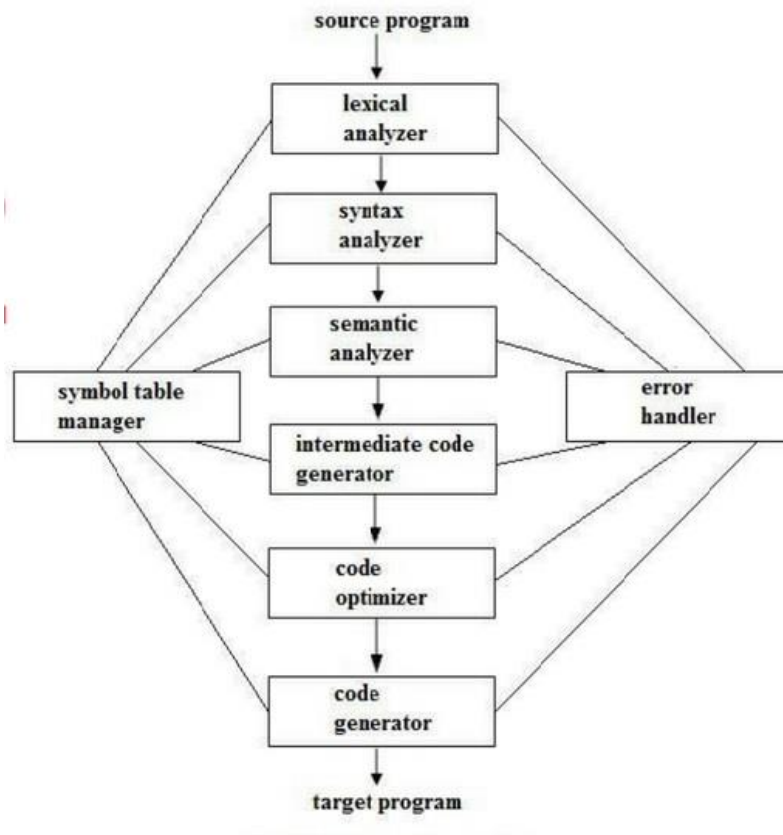 source program
lexical
analyzer
syntax
analyzer
semantic
analyzer
symbol table
manager
error
handler
intermediate code
generator
code
optimizer
code
generator
target program